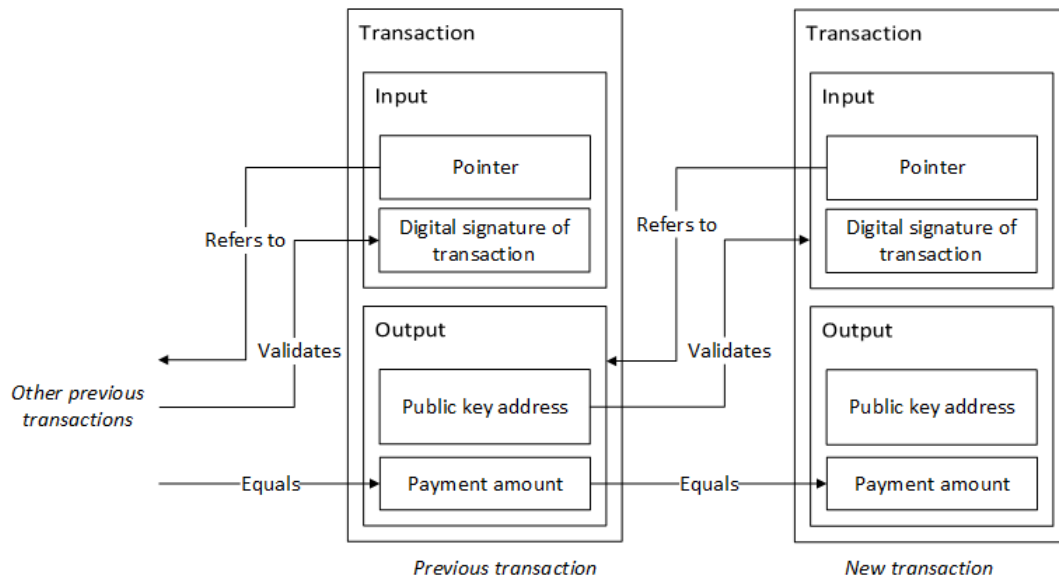 Transaction
Input
Pointer
Digital signature of
transaction
Output
Public key address
Payment amount
Previous transaction
Transaction
Input
Pointer
Digital signature of
transaction
Output
Public key address
Payment amount
New transaction
Refers to
Validates
Equals
Refers to
Validates
Equals
Other previous
transactions